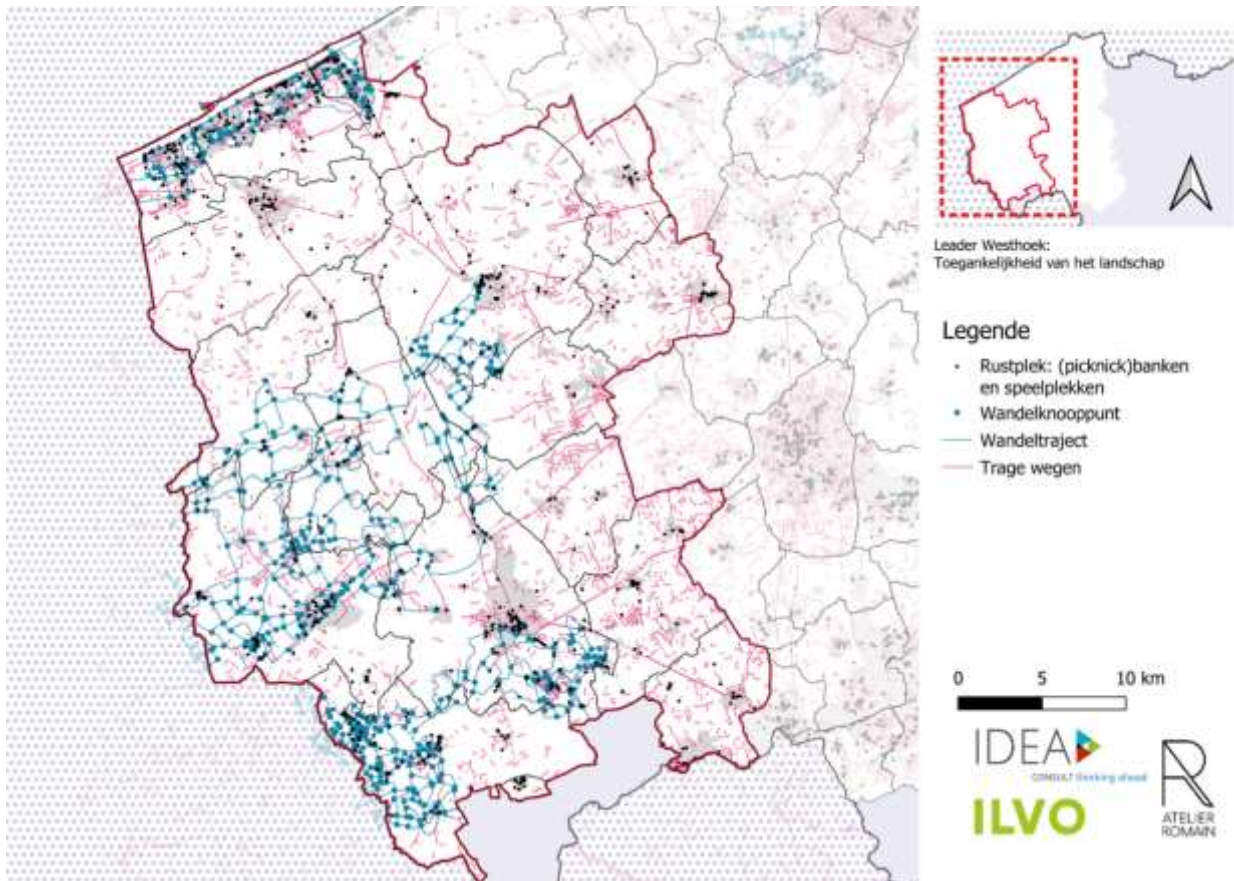 Leader Westhoek:
Toegankelijkheid van het landschap
Legende
Rustplek: (picknick)banken
en speelplekken
Wandelknooppunt
Wandeltraject
Trage wegen
0 5 10 km
IDEA
CONSULT thinking ahead
ILVO
ATELIER
ROMAIN